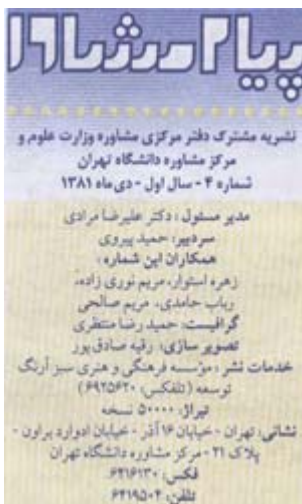 پیام مشاور
نشریه مشترک دفتر مرکزی مشاوره وزارت علوم و
مرکز مشاوره دانشگاه تهران
شماره ۴ - سال اول - دی ماه ۱۳۸۱
مدیر مسئول: دکتر علیرضا مرادی
سردبیر: حمید پیروی
همکاران این شماره:
زهره استوار، مریم نوری زاده،
رباب حامدی، مریم صالحی
گرافیست: حمید رضا منتظری
تصویر سازی: رقیه صادق پور
خدمات نشر: مؤسسه فرهنگی و هنری سبز آرنگ
توسعه (تلفکس: ۶۹۲۵۶۲۰)
تیراژ: ۵۰۰۰۰ نسخه
نشانی: تهران - خیابان ۱۶ آذر - خیابان ادوارد براون -
پلاک ۲۱ - مرکز مشاوره دانشگاه تهران
فکس: ۶۴۱۶۱۳۰
تلفن: ۶۴۱۹۵۰۴